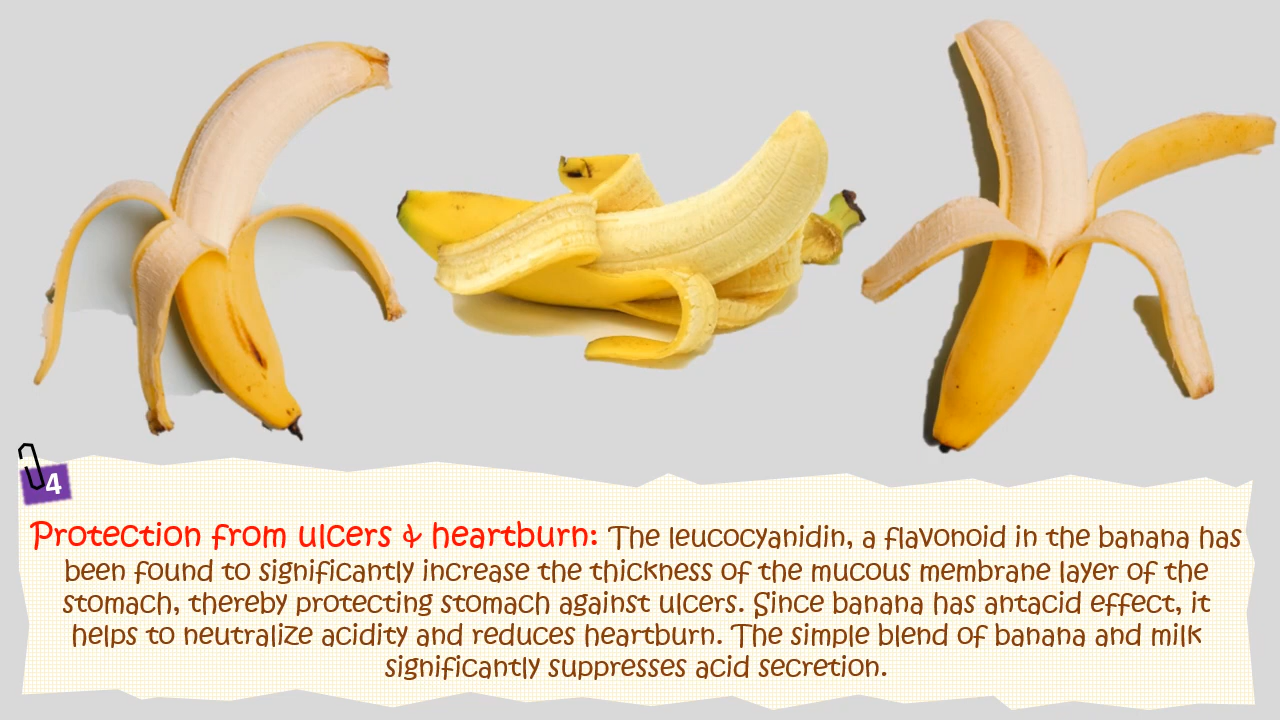 4
Protection from ulcers & heartburn: The leucocyanidin, a flavonoid in the banana has
been found to significantly increase the thickness of the mucous membrane layer of the
stomach, thereby protecting stomach against ulcers. Since banana has antacid effect, it
helps to neutralize acidity and reduces heartburn. The simple blend of banana and milk
significantly suppresses acid secretion.